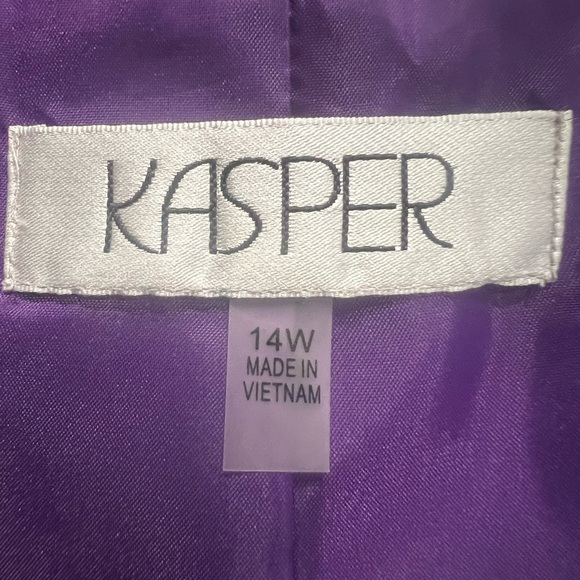 KASPER
14W
MADE IN
VIETNAM